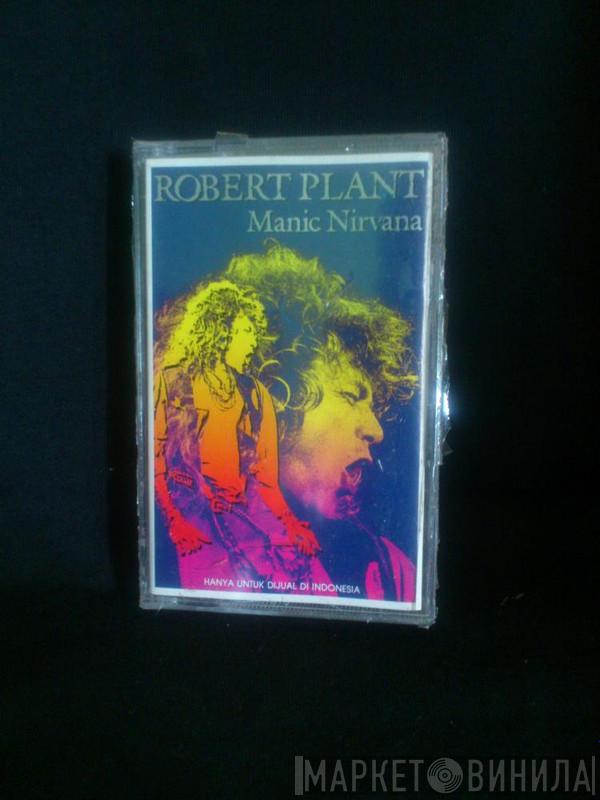 ROBERT PLANT
Manic Nirvana
HANYA UNTUK DIJUAL DI INDONESIA
МАРКЕТ ВИНИЛА